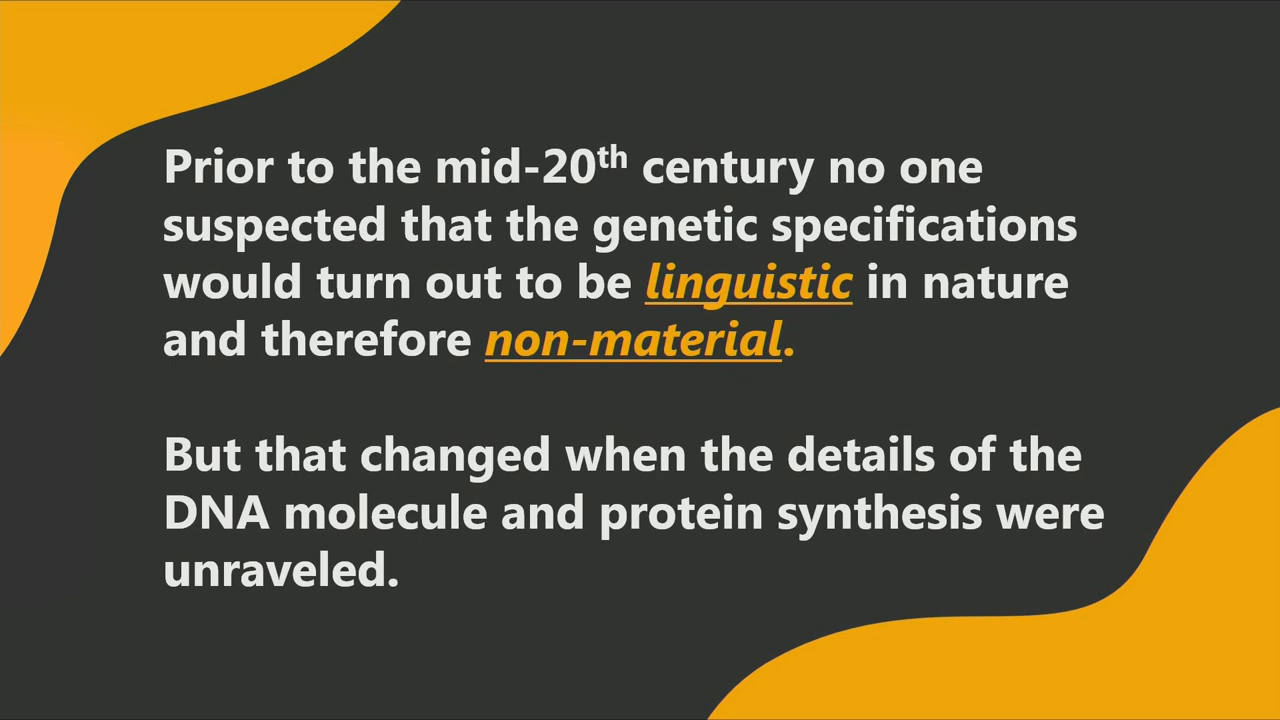 Prior to the mid-20th century no one
suspected that the genetic specifications
would turn out to be linguistic in nature
and therefore non-material.
But that changed when the details of the
DNA molecule and protein synthesis were
unraveled.